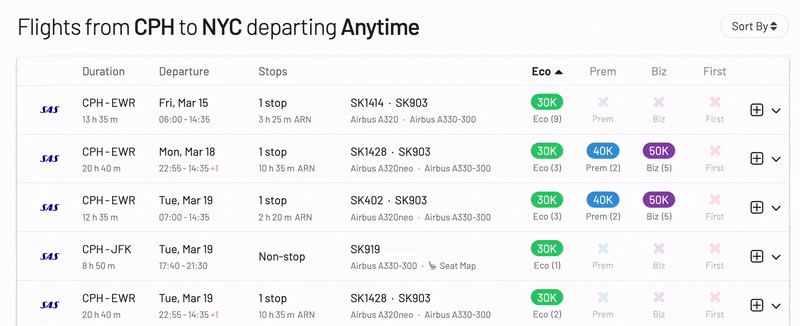 Flights from CPH to NYC departing Anytime
Sort By
Duration Departure Stops Eco Prem Biz First
SAS CPH-EWR Fri, Mar 15 1 stop SK1414 · SK903 30K
13 h 35 m 06:00 - 14:35 3 h 25 m ARN Airbus A320 · Airbus A330-300 Eco (9) Prem Biz First
SAS CPH-EWR Mon, Mar 18 1 stop SK1428 · SK903 30K 40K 50K
20 h 40 m 22:55 - 14:35 +1 10 h 35 m ARN Airbus A320neo · Airbus A330-300 Eco (3) Prem (2) Biz (5) First
SAS CPH-EWR Tue, Mar 19 1 stop SK402 · SK903 30K 40K 50K
12 h 35 m 07:00 - 14:35 2 h 20 m ARN Airbus A320neo · Airbus A330-300 Eco (3) Prem (2) Biz (5) First
SAS CPH-JFK Tue, Mar 19 Non-stop SK919 30K
8 h 50 m 17:40 - 21:30 Airbus A330-300 · Seat Map Eco (1) Prem Biz First
SAS CPH-EWR Tue, Mar 19 1 stop SK1428 · SK903 30K
20 h 40 m 22:55 - 14:35 +1 10 h 35 m ARN Airbus A320neo · Airbus A330-300 Eco (2) Prem Biz First